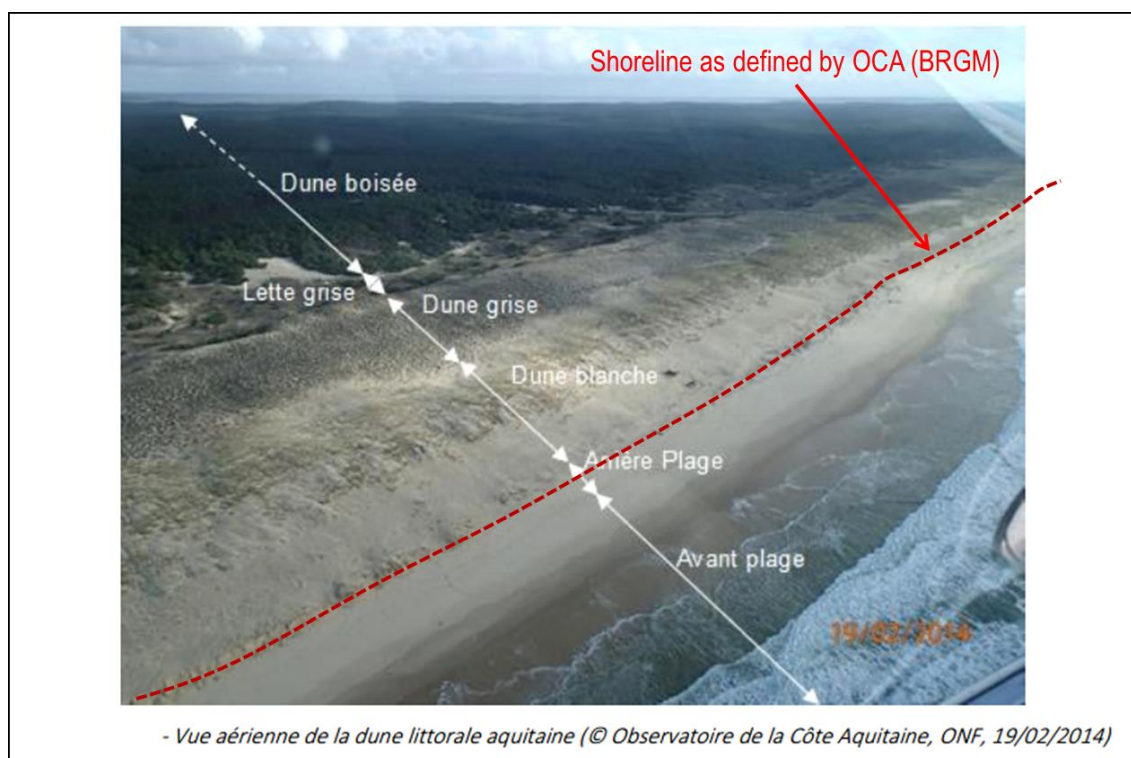 Shoreline as defined by OCA (BRGM)
Dune boisée
Lette grise
Dune grise
Dune blanche
Arrière Plage
Avant plage
19/02/2014
- Vue aérienne de la dune littorale aquitaine (© Observatoire de la Côte Aquitaine, ONF, 19/02/2014)